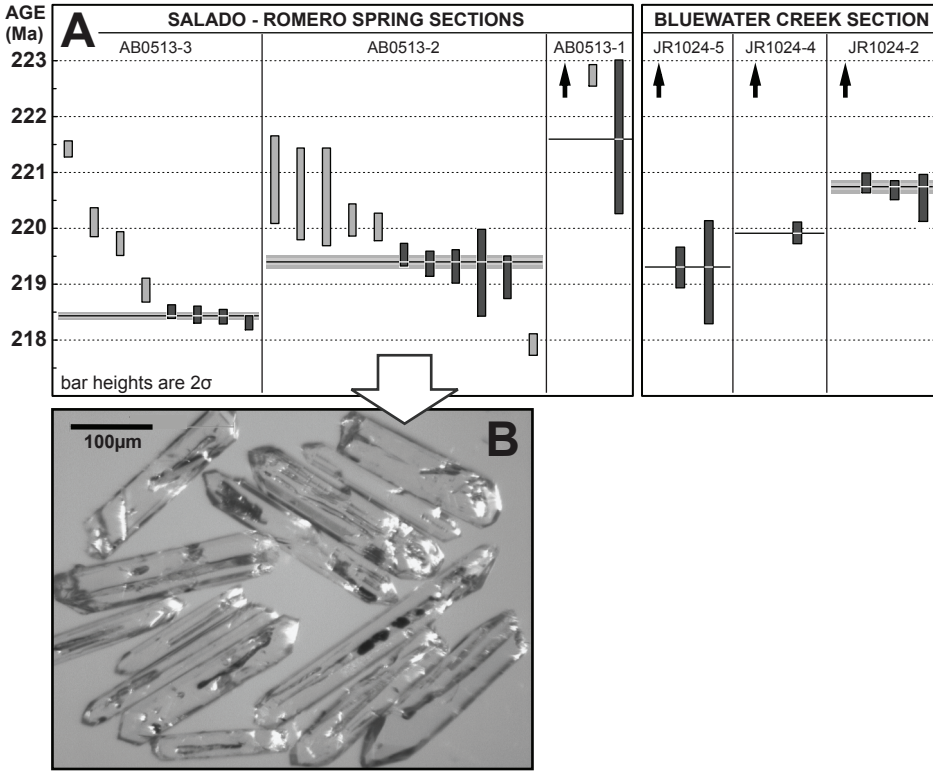 AGE
(Ma)
A
SALADO - ROMERO SPRING SECTIONS
BLUEWATER CREEK SECTION
AB0513-3
AB0513-2
AB0513-1
JR1024-5
JR1024-4
JR1024-2
223
222
221
220
219
218
bar heights are 2σ
B
100µm